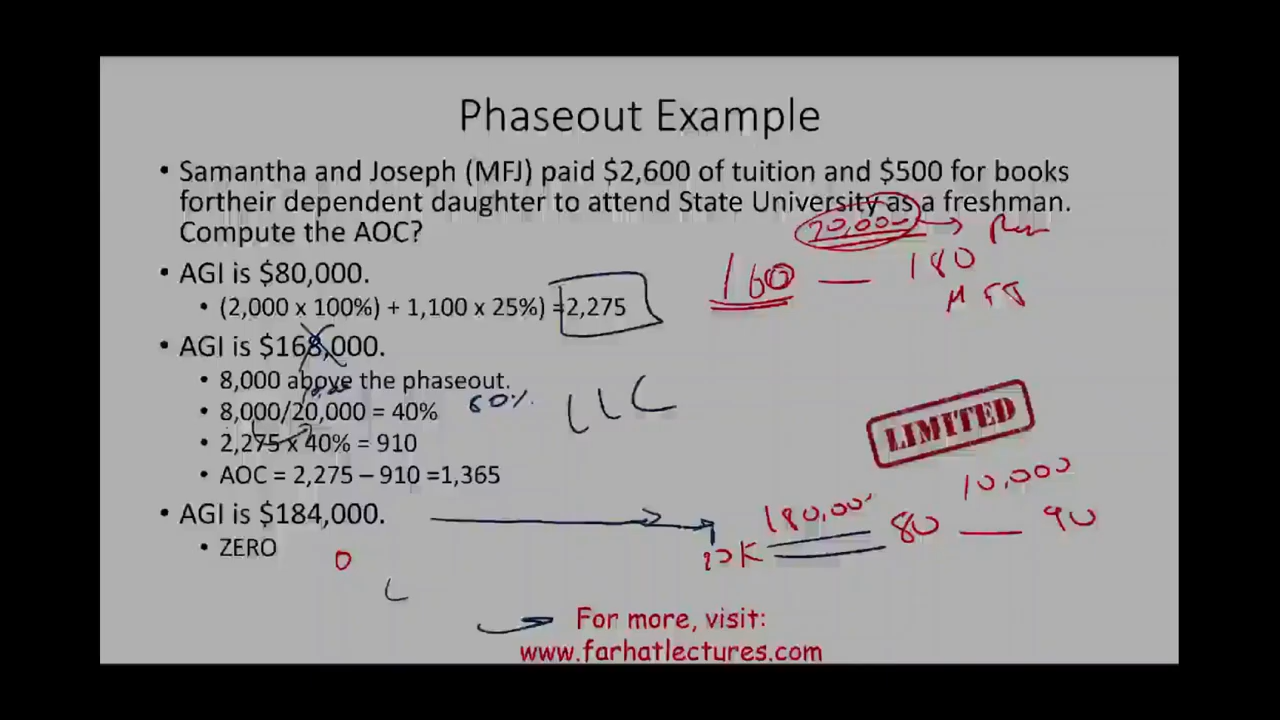 Phaseout Example
• Samantha and Joseph (MFJ) paid $2,600 of tuition and $500 for books
fortheir dependent daughter to attend State University as a freshman.
Compute the AOC?
20,000
160 — 180
MFJ
• AGI is $80,000.
• (2,000 x 100%) + 1,100 x 25%) =2,275
• AGI is $168,000.
• 8,000 above the phaseout.
• 8,000/20,000 = 40%
60%
LLC
• 2,275 x 40% = 910
• AOC = 2,275 – 910 =1,365
LIMITED
10,000
80 — 90
• AGI is $184,000.
180,000
• ZERO
0
For more, visit:
www.farhatlectures.com